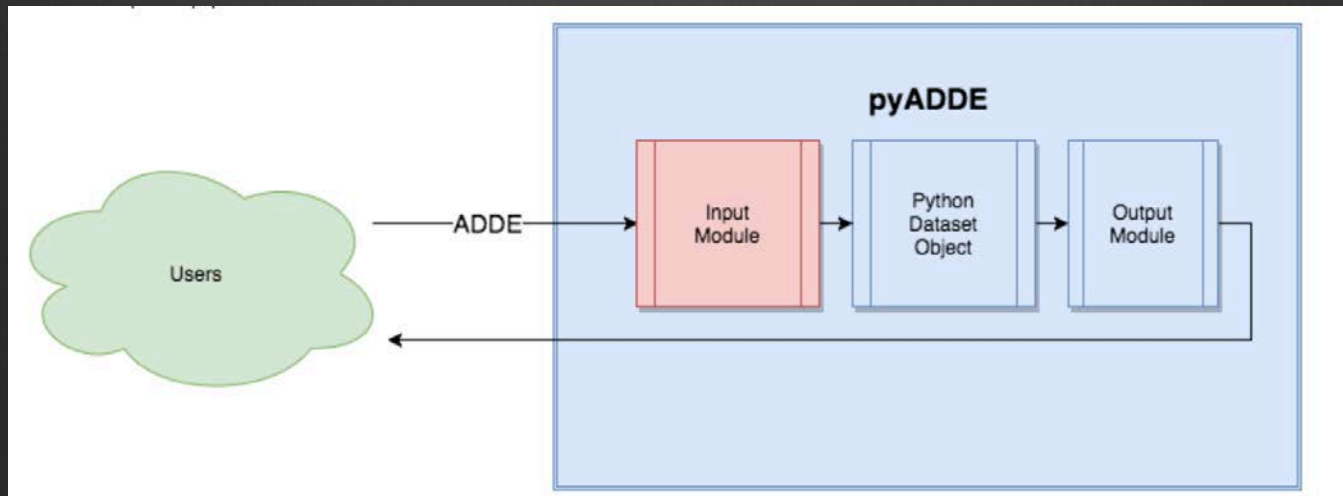 pyADDE
Users
ADDE
Input
Module
Python
Dataset
Object
Output
Module